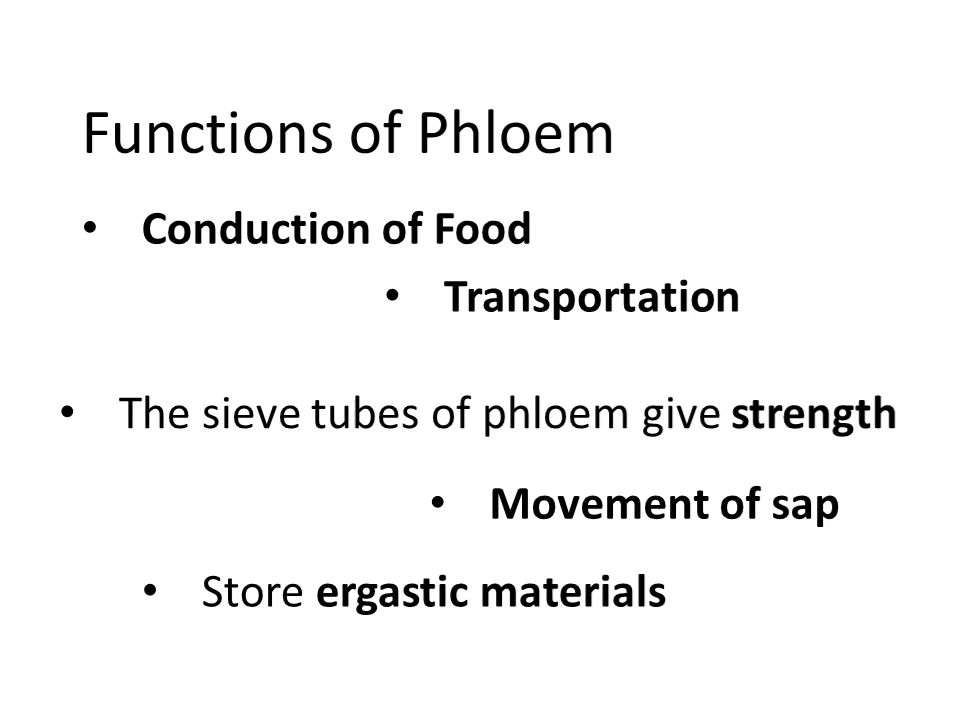 Functions of Phloem
• Conduction of Food
• Transportation
• The sieve tubes of phloem give strength
• Movement of sap
• Store ergastic materials